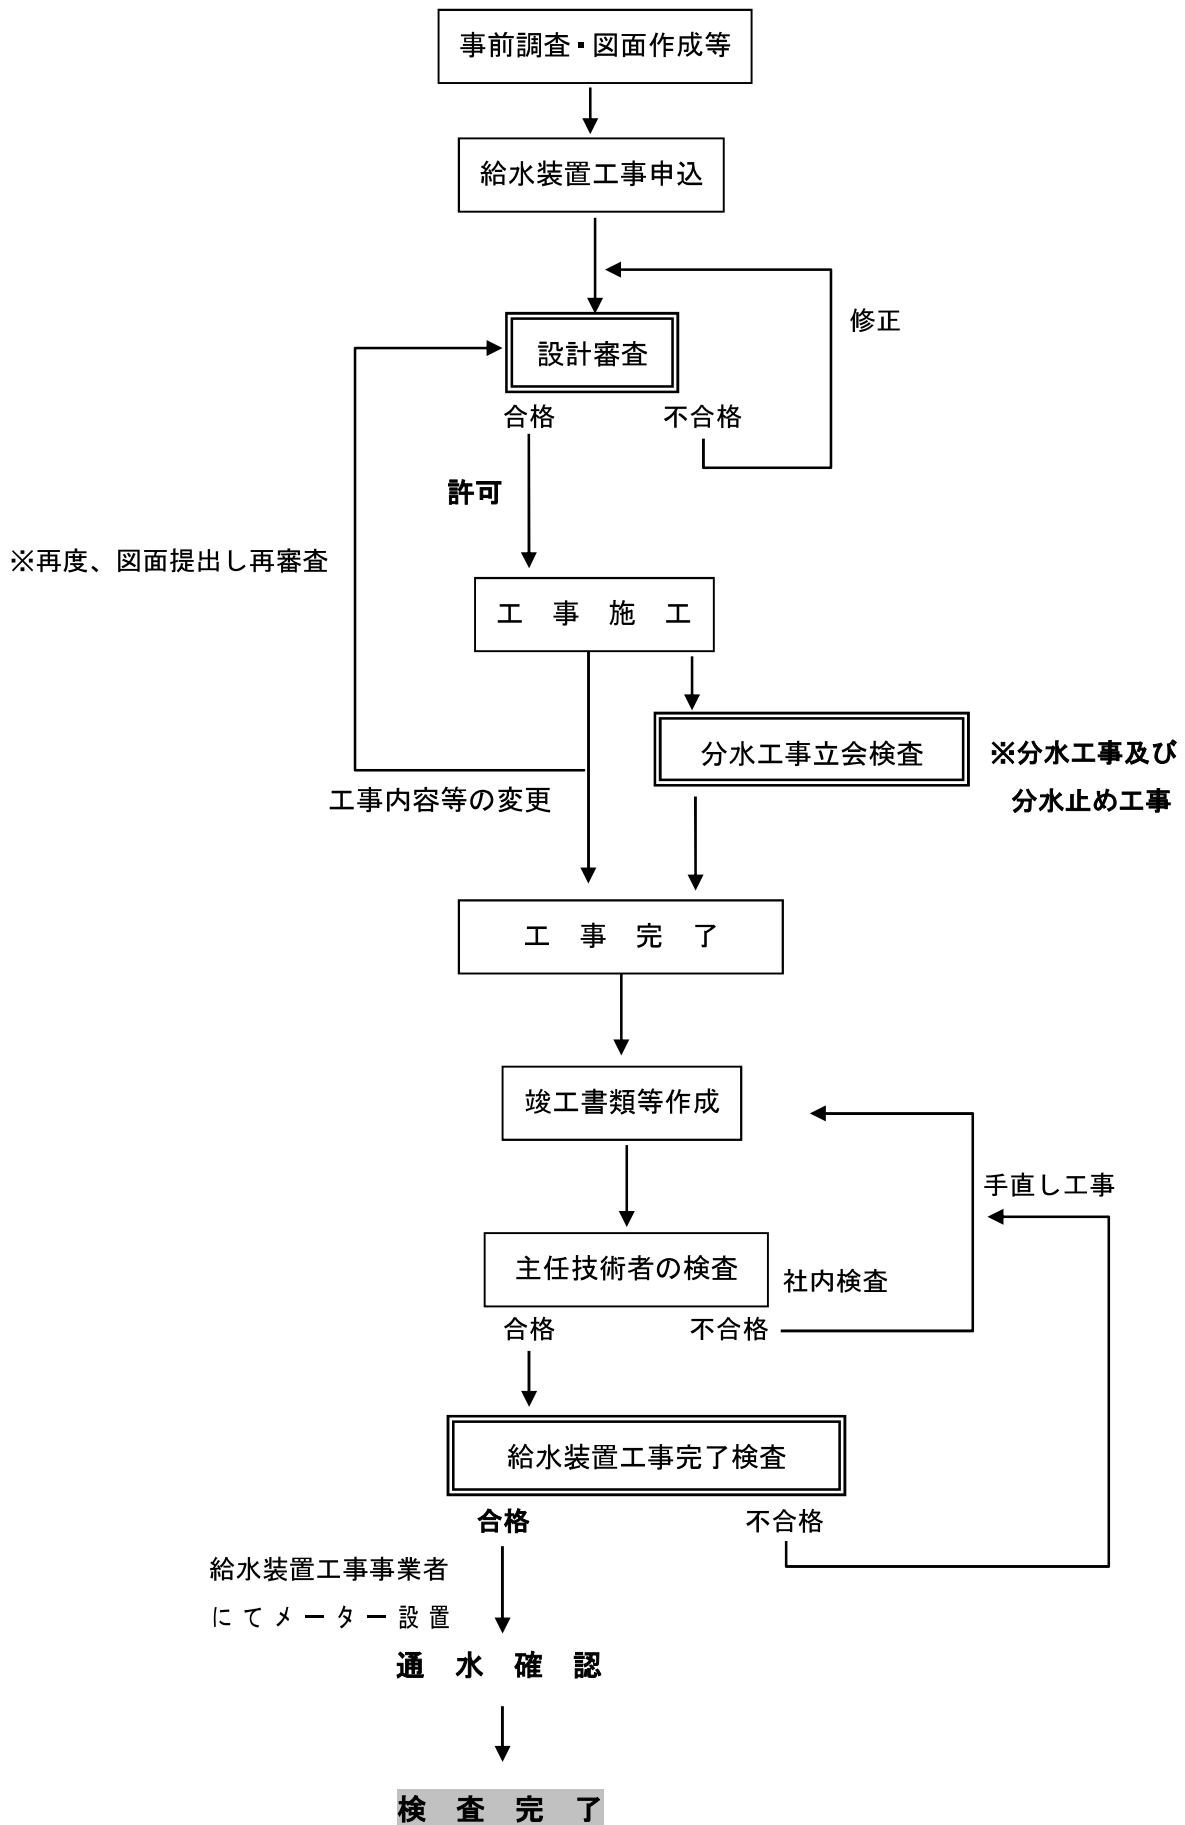 事前調査・図面作成等
給水装置工事申込
修正
設計審査
合格
不合格
許可
※再度、図面提出し再審査
工　事　施　工
分水工事立会検査
※分水工事及び
分水止め工事
工事内容等の変更
工　事　完　了
竣工書類等作成
手直し工事
主任技術者の検査
社内検査
合格
不合格
給水装置工事完了検査
合格
不合格
給水装置工事事業者
にてメーター設置
通　水　確　認
検　査　完　了